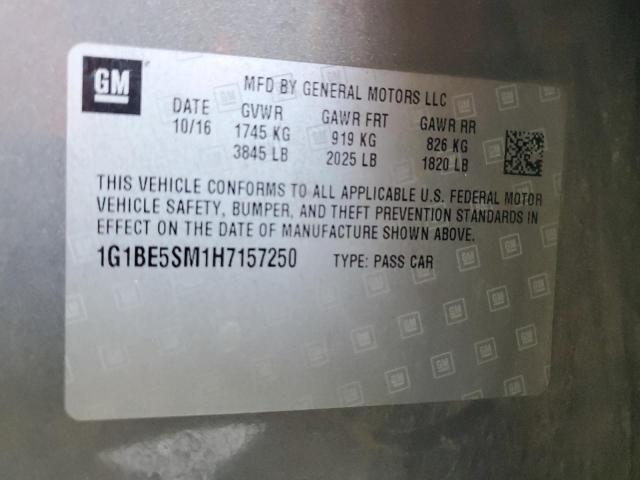 GM
MFD BY GENERAL MOTORS LLC
DATE GVWR GAWR FRT GAWR RR
10/16 1745 KG 919 KG 826 KG
3845 LB 2025 LB 1820 LB
THIS VEHICLE CONFORMS TO ALL APPLICABLE U.S. FEDERAL MOTOR
VEHICLE SAFETY, BUMPER, AND THEFT PREVENTION STANDARDS IN
EFFECT ON THE DATE OF MANUFACTURE SHOWN ABOVE.
1G1BE5SM1H7157250 TYPE: PASS CAR